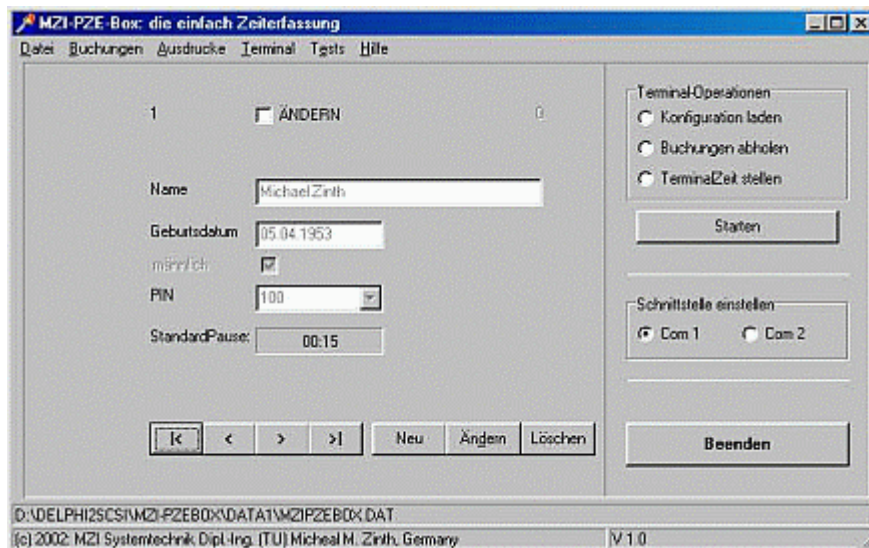 MZI-PZE-Box: die einfach Zeiterfassung
Datei Buchungen Ausdrucke Terminal Tests Hilfe
1 ÄNDERN 0
Name Michael Zinth
Geburtsdatum 05.04.1953
männlich
PIN 100
StandardPause: 00:15
|< < > >| Neu Ändern Löschen
Terminal-Operationen
Konfiguration laden
Buchungen abholen
TerminalZeit stellen
Starten
Schnittstelle einstellen
Com 1 Com 2
Beenden
D:\DELPHI2SCSI\MZI-PZEBOX\DATA1\MZIPZEBOX.DAT
(c) 2002: MZI Systemtechnik Dipl.-Ing. (TU) Micheal M. Zinth, Germany V 1.0